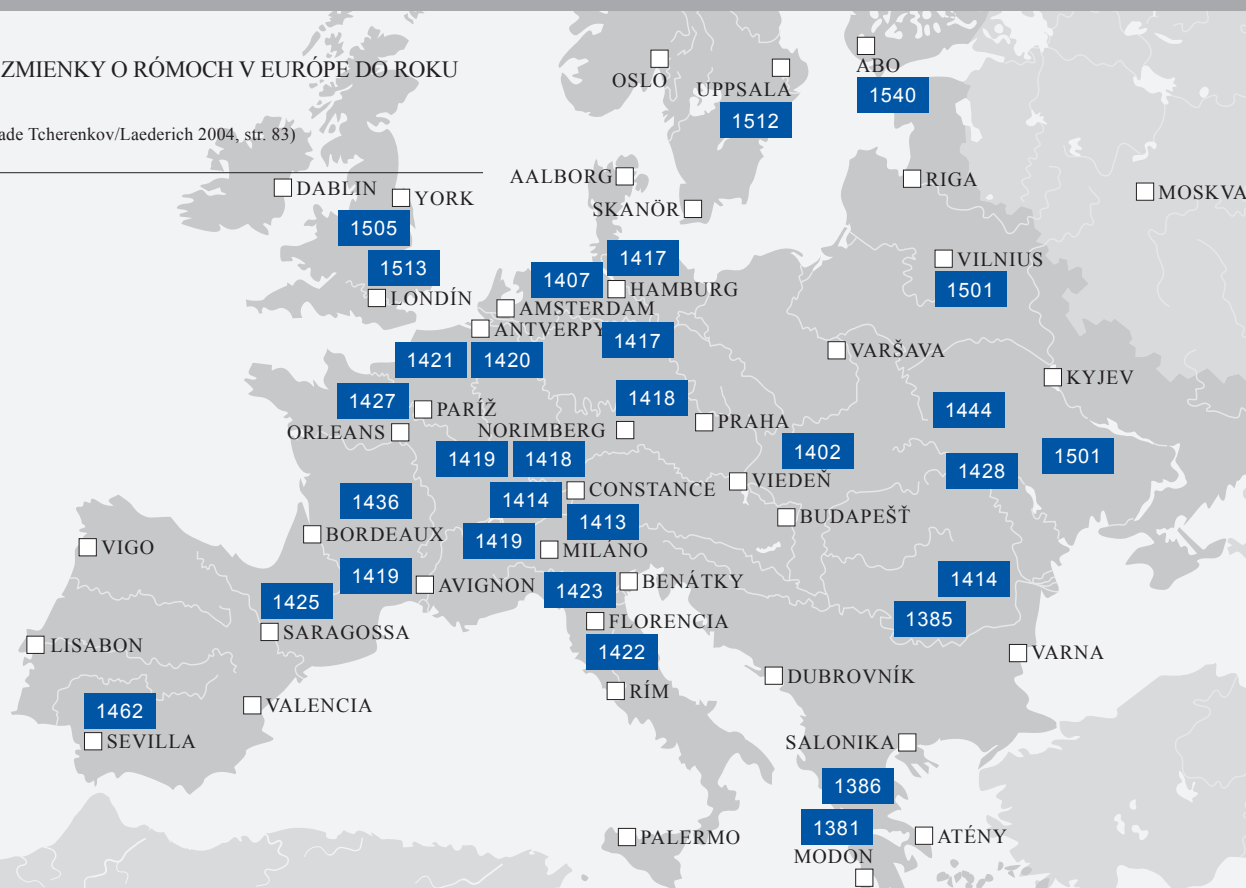 ZMIENKY O RÓMOCH V EURÓPE DO ROKU
ade Tcherenkov/Laederich 2004, str. 83)
OSLO
UPPSALA
1512
ABO
1540
DABLIN
YORK
1505
1513
LONDÍN
AALBORG
SKANÖR
RIGA
MOSKVA
1417
1407
HAMBURG
VILNIUS
1501
AMSTERDAM
ANTVERPY
1417
1421
1420
VARŠAVA
KYJEV
1427
PARÍŽ
1418
1444
ORLEANS
NORIMBERG
PRAHA
1419
1418
1402
1428
1501
1436
1414
CONSTANCE
VIEDEŇ
1413
BUDAPEŠŤ
BORDEAUX
1419
MILÁNO
VIGO
1419
AVIGNON
1423
BENÁTKY
1414
1425
1385
SARAGOSSA
FLORENCIA
LISABON
1422
VARNA
DUBROVNÍK
RÍM
1462
VALENCIA
SEVILLA
SALONIKA
1386
1381
PALERMO
ATÉNY
MODON